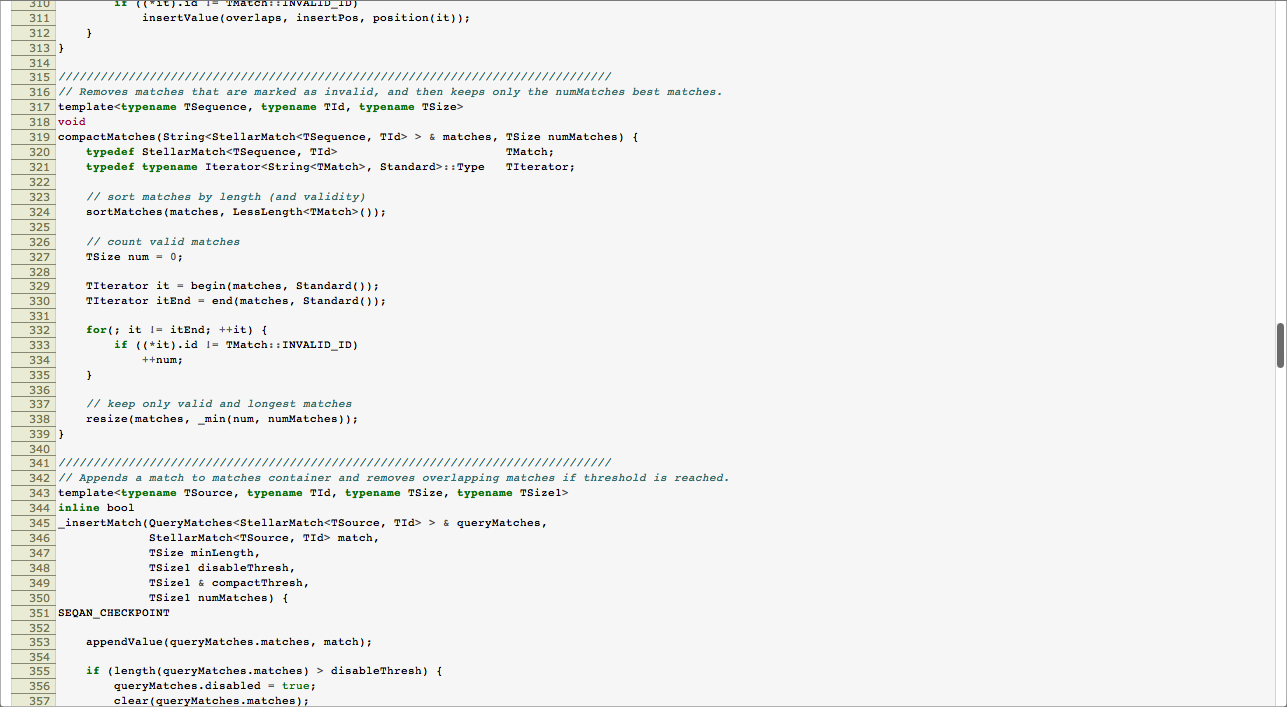 310         if ((*it).id != TMatch::INVALID_ID)
311             insertValue(overlaps, insertPos, position(it));
312     }
313 }
314
315 ///////////////////////////////////////////////////////////////////////////////
316 // Removes matches that are marked as invalid, and then keeps only the numMatches best matches.
317 template<typename TSequence, typename TId, typename TSize>
318 void
319 compactMatches(String<StellarMatch<TSequence, TId> > & matches, TSize numMatches) {
320     typedef StellarMatch<TSequence, TId>                        TMatch;
321     typedef typename Iterator<String<TMatch>, Standard>::Type   TIterator;
322
323     // sort matches by length (and validity)
324     sortMatches(matches, LessLength<TMatch>());
325
326     // count valid matches
327     TSize num = 0;
328
329     TIterator it = begin(matches, Standard());
330     TIterator itEnd = end(matches, Standard());
331
332     for(; it != itEnd; ++it) {
333         if ((*it).id != TMatch::INVALID_ID)
334             ++num;
335     }
336
337     // keep only valid and longest matches
338     resize(matches, _min(num, numMatches));
339 }
340
341 ///////////////////////////////////////////////////////////////////////////////
342 // Appends a match to matches container and removes overlapping matches if threshold is reached.
343 template<typename TSource, typename TId, typename TSize, typename TSize1>
344 inline bool
345 _insertMatch(QueryMatches<StellarMatch<TSource, TId> > & queryMatches,
346              StellarMatch<TSource, TId> match,
347              TSize minLength,
348              TSize1 disableThresh,
349              TSize1 & compactThresh,
350              TSize1 numMatches) {
351 SEQAN_CHECKPOINT
352
353     appendValue(queryMatches.matches, match);
354
355     if (length(queryMatches.matches) > disableThresh) {
356         queryMatches.disabled = true;
357         clear(queryMatches.matches);